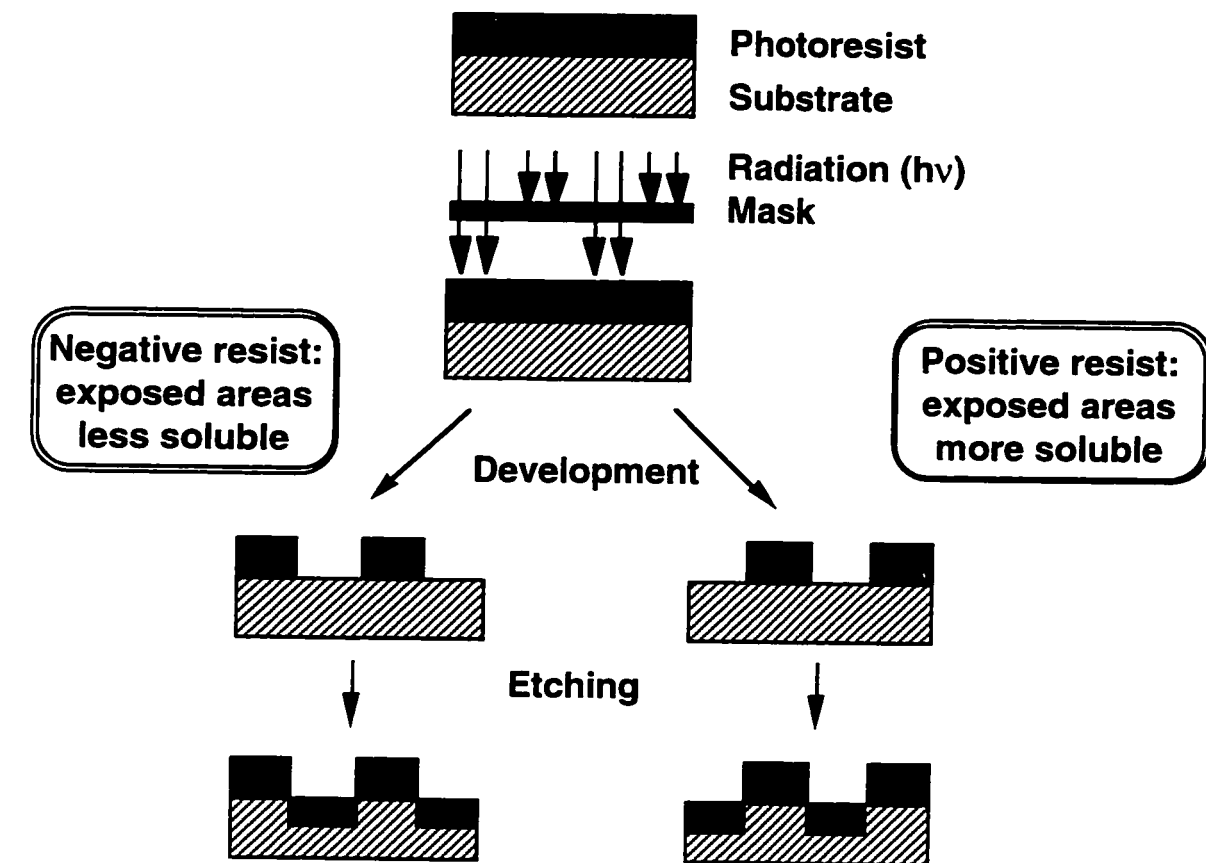 Photoresist
Substrate
Radiation (hν)
Mask
Negative resist:
exposed areas
less soluble
Positive resist:
exposed areas
more soluble
Development
Etching